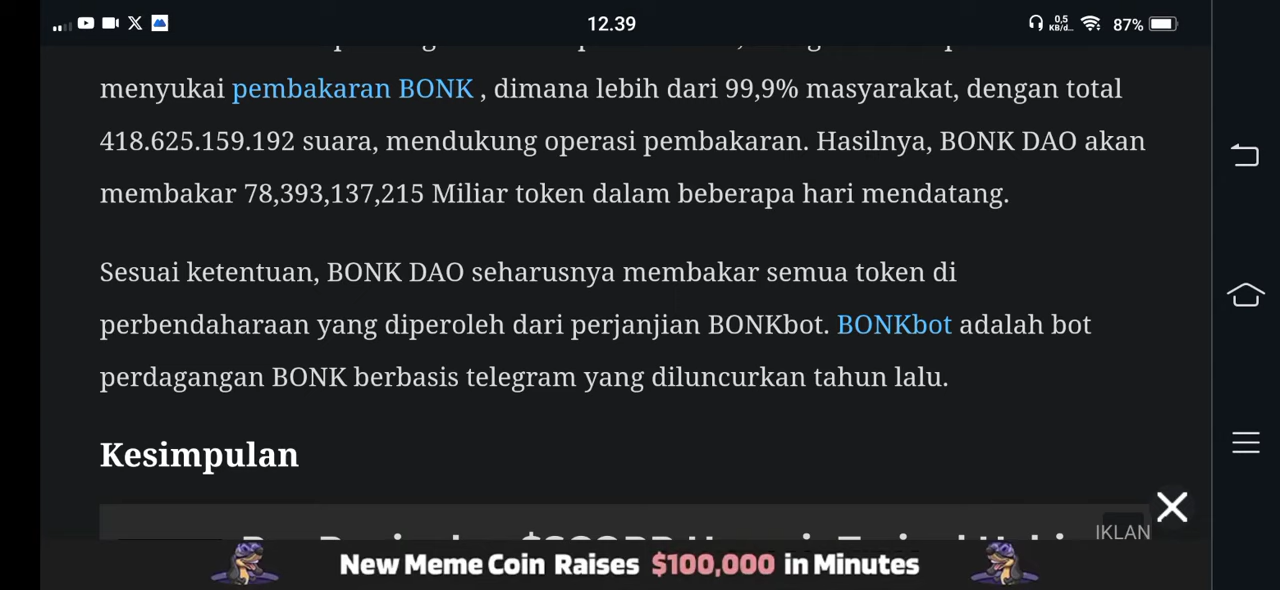 12.39
0,5
KB/d...
87%
menyukai pembakaran BONK , dimana lebih dari 99,9% masyarakat, dengan total
418.625.159.192 suara, mendukung operasi pembakaran. Hasilnya, BONK DAO akan
membakar 78,393,137,215 Miliar token dalam beberapa hari mendatang.
Sesuai ketentuan, BONK DAO seharusnya membakar semua token di
perbendaharaan yang diperoleh dari perjanjian BONKbot. BONKbot adalah bot
perdagangan BONK berbasis telegram yang diluncurkan tahun lalu.
Kesimpulan
IKLAN
New Meme Coin Raises $100,000 in Minutes